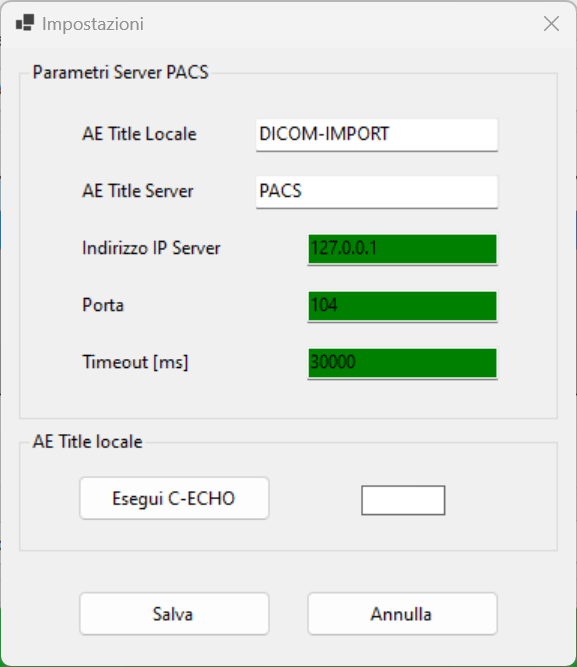 Impostazioni
Parametri Server PACS
AE Title Locale DICOM-IMPORT
AE Title Server PACS
Indirizzo IP Server 127.0.0.1
Porta 104
Timeout [ms] 30000
AE Title locale
Esegui C-ECHO
Salva Annulla